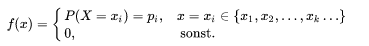 f(x) = { P(X = x_i) = p_i, x = x_i ∈ {x_1, x_2, …, x_k …}
0, sonst.